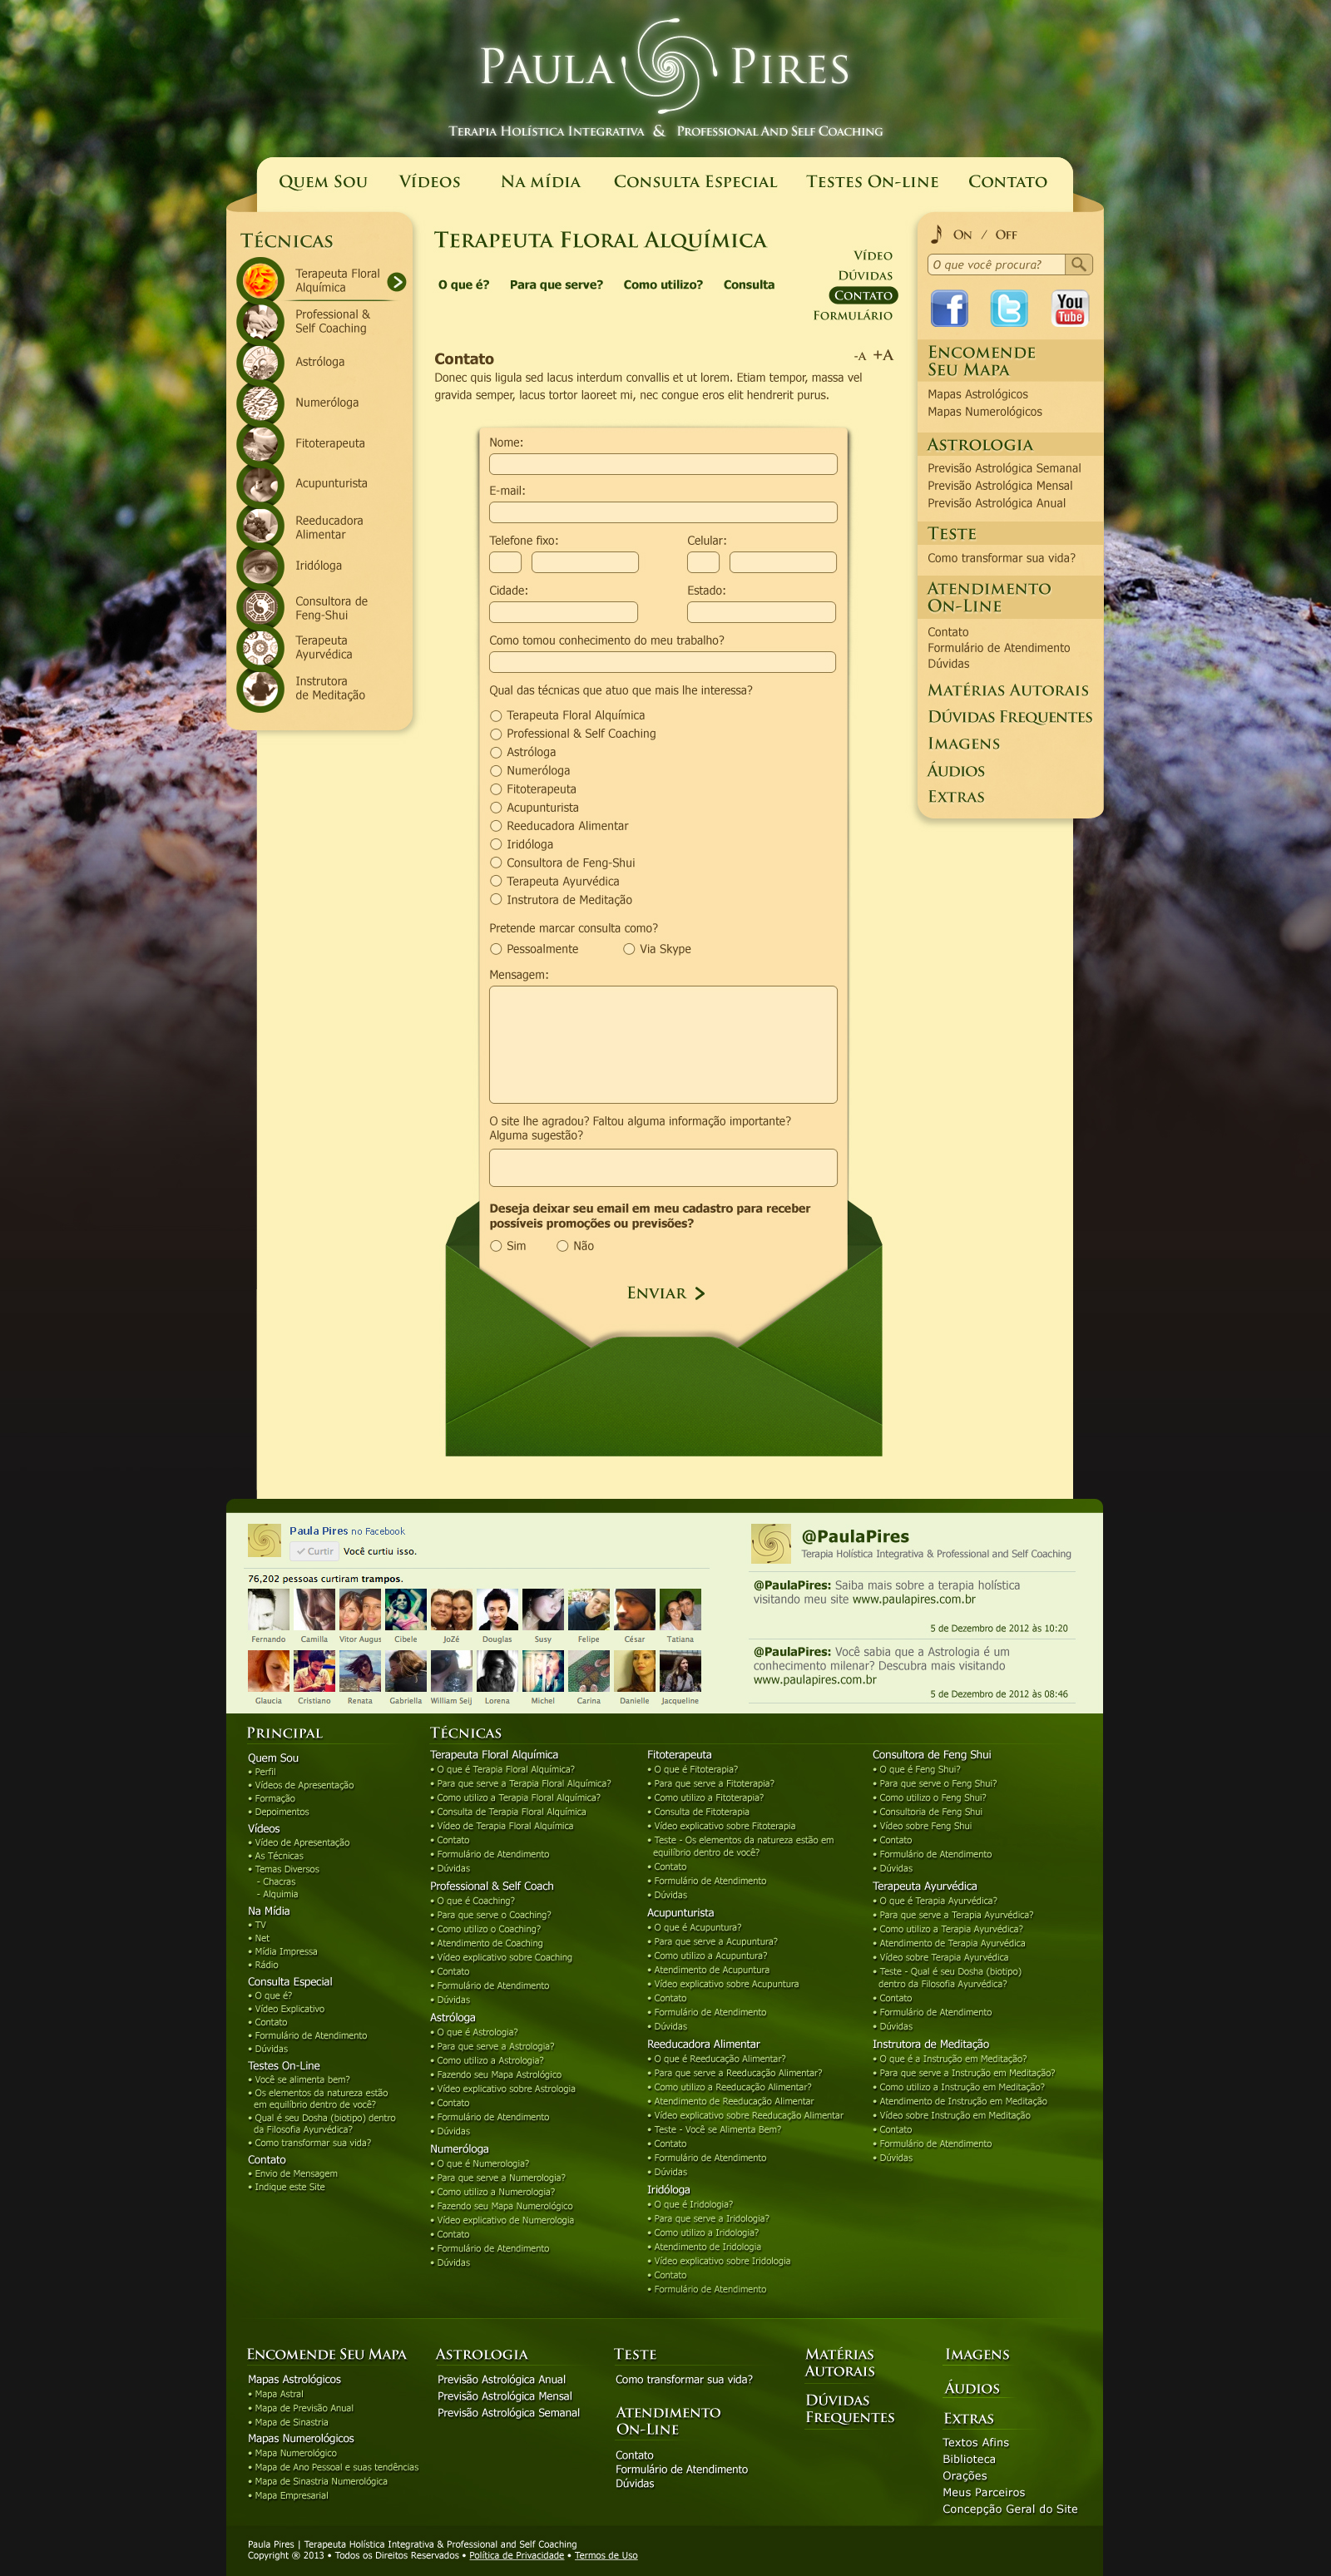 PAULA PIRES
TERAPIA HOLÍSTICA INTEGRATIVA & PROFESSIONAL AND SELF COACHING
QUEM SOU VÍDEOS NA MÍDIA CONSULTA ESPECIAL TESTES ON-LINE CONTATO
TÉCNICAS
Terapeuta Floral
Alquímica
Professional &
Self Coaching
Astróloga
Numeróloga
Fitoterapeuta
Acupunturista
Reeducadora
Alimentar
Iridóloga
Consultora de
Feng-Shui
Terapeuta
Ayurvédica
Instrutora
de Meditação
TERAPEUTA FLORAL ALQUÍMICA
O que é? Para que serve? Como utilizo? Consulta
VÍDEO
DÚVIDAS
CONTATO
FORMULÁRIO
Contato
-A +A
Donec quis ligula sed lacus interdum convallis et ut lorem. Etiam tempor, massa vel
gravida semper, lacus tortor laoreet mi, nec congue eros elit hendrerit purus.
Nome:
E-mail:
Telefone fixo: Celular:
Cidade: Estado:
Como tomou conhecimento do meu trabalho?
Qual das técnicas que atuo que mais lhe interessa?
Terapeuta Floral Alquímica
Professional & Self Coaching
Astróloga
Numeróloga
Fitoterapeuta
Acupunturista
Reeducadora Alimentar
Iridóloga
Consultora de Feng-Shui
Terapeuta Ayurvédica
Instrutora de Meditação
Pretende marcar consulta como?
Pessoalmente Via Skype
Mensagem:
O site lhe agradou? Faltou alguma informação importante?
Alguma sugestão?
Deseja deixar seu email em meu cadastro para receber
possíveis promoções ou previsões?
Sim Não
ENVIAR
ON / OFF
O que você procura?
f t You Tube
ENCOMENDE
SEU MAPA
Mapas Astrológicos
Mapas Numerológicos
ASTROLOGIA
Previsão Astrológica Semanal
Previsão Astrológica Mensal
Previsão Astrológica Anual
TESTE
Como transformar sua vida?
ATENDIMENTO
ON-LINE
Contato
Formulário de Atendimento
Dúvidas
MATÉRIAS AUTORAIS
DÚVIDAS FREQUENTES
IMAGENS
ÁUDIOS
EXTRAS
Paula Pires no Facebook
Curtir Você curtiu isso.
76,202 pessoas curtiram trampos.
Fernando Camilla Vitor Augus Cibele JoZé Douglas Susy Felipe César Tatiana
Glaucia Cristiano Renata Gabriella William Seij Lorena Michel Carina Danielle Jacqueline
@PaulaPires
Terapia Holística Integrativa & Professional and Self Coaching
@PaulaPires: Saiba mais sobre a terapia holística
visitando meu site www.paulapires.com.br
5 de Dezembro de 2012 às 10:20
@PaulaPires: Você sabia que a Astrologia é um
conhecimento milenar? Descubra mais visitando
www.paulapires.com.br
5 de Dezembro de 2012 às 08:46
PRINCIPAL
Quem Sou
• Perfil
• Vídeos de Apresentação
• Formação
• Depoimentos
Vídeos
• Vídeo de Apresentação
• As Técnicas
• Temas Diversos
- Chacras
- Alquimia
Na Mídia
• TV
• Net
• Mídia Impressa
• Rádio
Consulta Especial
• O que é?
• Vídeo Explicativo
• Contato
• Formulário de Atendimento
• Dúvidas
Testes On-Line
• Você se alimenta bem?
• Os elementos da natureza estão
em equilíbrio dentro de você?
• Qual é seu Dosha (biotipo) dentro
da Filosofia Ayurvédica?
• Como transformar sua vida?
Contato
• Envio de Mensagem
• Indique este Site
TÉCNICAS
Terapeuta Floral Alquímica
• O que é Terapia Floral Alquímica?
• Para que serve a Terapia Floral Alquímica?
• Como utilizo a Terapia Floral Alquímica?
• Consulta de Terapia Floral Alquímica
• Vídeo de Terapia Floral Alquímica
• Contato
• Formulário de Atendimento
• Dúvidas
Professional & Self Coach
• O que é Coaching?
• Para que serve o Coaching?
• Como utilizo o Coaching?
• Atendimento de Coaching
• Vídeo explicativo sobre Coaching
• Contato
• Formulário de Atendimento
• Dúvidas
Astróloga
• O que é Astrologia?
• Para que serve a Astrologia?
• Como utilizo a Astrologia?
• Fazendo seu Mapa Astrológico
• Vídeo explicativo sobre Astrologia
• Contato
• Formulário de Atendimento
• Dúvidas
Numeróloga
• O que é Numerologia?
• Para que serve a Numerologia?
• Como utilizo a Numerologia?
• Fazendo seu Mapa Numerológico
• Vídeo explicativo de Numerologia
• Contato
• Formulário de Atendimento
• Dúvidas
Fitoterapeuta
• O que é Fitoterapia?
• Para que serve a Fitoterapia?
• Como utilizo a Fitoterapia?
• Consulta de Fitoterapia
• Vídeo explicativo sobre Fitoterapia
• Teste - Os elementos da natureza estão em
equilíbrio dentro de você?
• Contato
• Formulário de Atendimento
• Dúvidas
Acupunturista
• O que é Acupuntura?
• Para que serve a Acupuntura?
• Como utilizo a Acupuntura?
• Atendimento de Acupuntura
• Vídeo explicativo sobre Acupuntura
• Contato
• Formulário de Atendimento
• Dúvidas
Reeducadora Alimentar
• O que é Reeducação Alimentar?
• Para que serve a Reeducação Alimentar?
• Como utilizo a Reeducação Alimentar?
• Atendimento de Reeducação Alimentar
• Vídeo explicativo sobre Reeducação Alimentar
• Teste - Você se Alimenta Bem?
• Contato
• Formulário de Atendimento
• Dúvidas
Iridóloga
• O que é Iridologia?
• Para que serve a Iridologia?
• Como utilizo a Iridologia?
• Atendimento de Iridologia
• Vídeo explicativo sobre Iridologia
• Contato
• Formulário de Atendimento
Consultora de Feng Shui
• O que é Feng Shui?
• Para que serve o Feng Shui?
• Como utilizo o Feng Shui?
• Consultoria de Feng Shui
• Vídeo sobre Feng Shui
• Contato
• Formulário de Atendimento
• Dúvidas
Terapeuta Ayurvédica
• O que é Terapia Ayurvédica?
• Para que serve a Terapia Ayurvédica?
• Como utilizo a Terapia Ayurvédica?
• Atendimento de Terapia Ayurvédica
• Vídeo sobre Terapia Ayurvédica
• Teste - Qual é seu Dosha (biotipo)
dentro da Filosofia Ayurvédica?
• Contato
• Formulário de Atendimento
• Dúvidas
Instrutora de Meditação
• O que é a Instrução em Meditação?
• Para que serve a Instrução em Meditação?
• Como utilizo a Instrução em Meditação?
• Atendimento de Instrução em Meditação
• Vídeo sobre Instrução em Meditação
• Contato
• Formulário de Atendimento
• Dúvidas
ENCOMENDE SEU MAPA
Mapas Astrológicos
• Mapa Astral
• Mapa de Previsão Anual
• Mapa de Sinastria
Mapas Numerológicos
• Mapa Numerológico
• Mapa de Ano Pessoal e suas tendências
• Mapa de Sinastria Numerológica
• Mapa Empresarial
ASTROLOGIA
Previsão Astrológica Anual
Previsão Astrológica Mensal
Previsão Astrológica Semanal
TESTE
Como transformar sua vida?
ATENDIMENTO
ON-LINE
Contato
Formulário de Atendimento
Dúvidas
MATÉRIAS
AUTORAIS
DÚVIDAS
FREQUENTES
IMAGENS
ÁUDIOS
EXTRAS
Textos Afins
Biblioteca
Orações
Meus Parceiros
Concepção Geral do Site
Paula Pires | Terapia Holística Integrativa & Professional and Self Coaching
Copyright ® 2013 • Todos os Direitos Reservados • Política de Privacidade • Termos de Uso